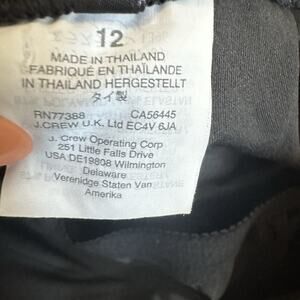 12
MADE IN THAILAND
FABRIQUÉ EN THAÏLANDE
IN THAILAND HERGESTELLT
タイ製
RN77388 CA56445
J.CREW U.K. Ltd EC4V 6JA
J. Crew Operating Corp
251 Little Falls Drive
USA DE19808 Wilmington
Delaware
Verenidge Staten Van
Amerika